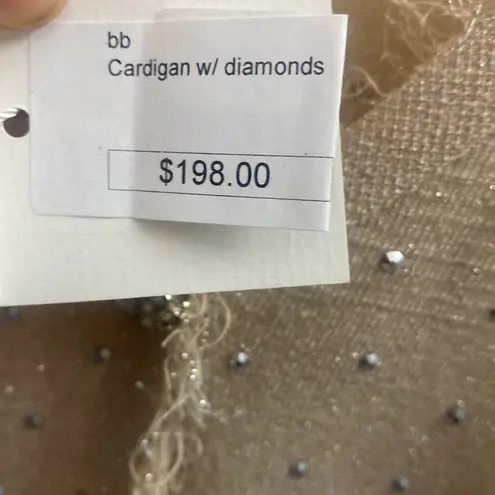 bb
Cardigan w/ diamonds
$198.00